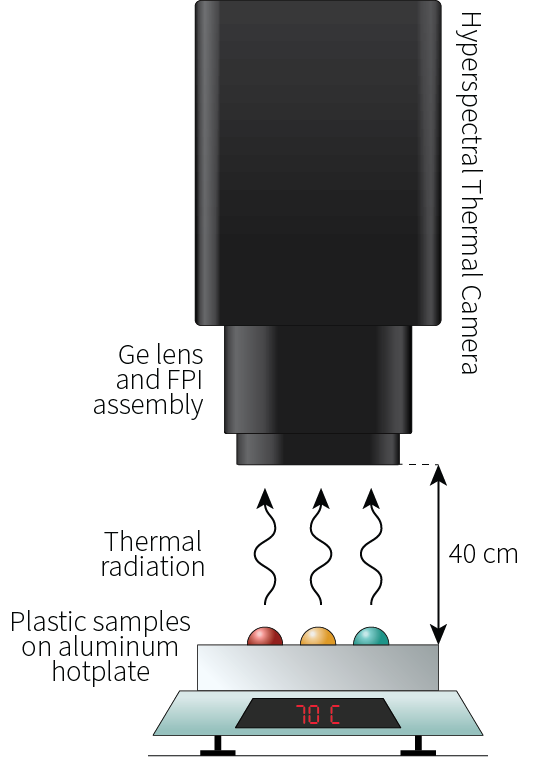 Hyperspectral Thermal Camera
Ge lens
and FPI
assembly
Thermal
radiation
40 cm
Plastic samples
on aluminum
hotplate
70 C